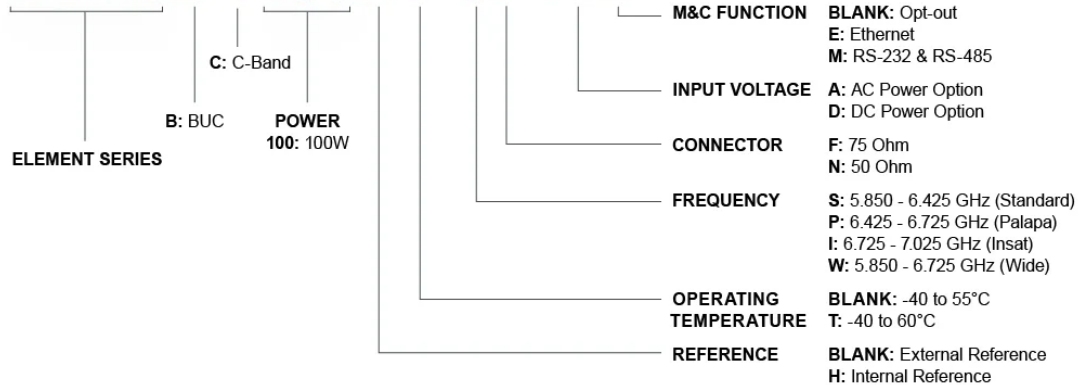 M&C FUNCTION BLANK: Opt-out
E: Ethernet
M: RS-232 & RS-485
C: C-Band
INPUT VOLTAGE A: AC Power Option
D: DC Power Option
B: BUC POWER
100: 100W
ELEMENT SERIES
CONNECTOR F: 75 Ohm
N: 50 Ohm
FREQUENCY S: 5.850 - 6.425 GHz (Standard)
P: 6.425 - 6.725 GHz (Palapa)
I: 6.725 - 7.025 GHz (Insat)
W: 5.850 - 6.725 GHz (Wide)
OPERATING BLANK: -40 to 55°C
TEMPERATURE T: -40 to 60°C
REFERENCE BLANK: External Reference
H: Internal Reference